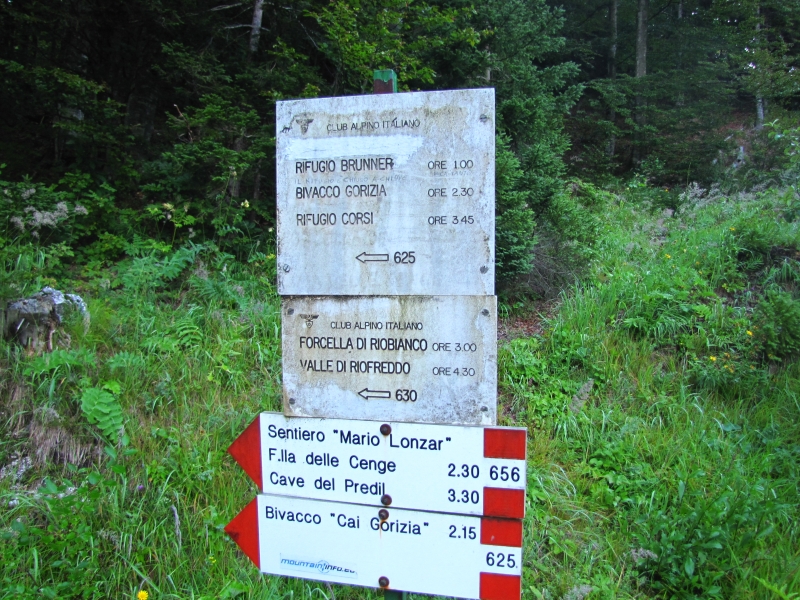 CLUB ALPINO ITALIANO
RIFUGIO BRUNNER ORE 1.00
BIVACCO GORIZIA ORE 2.30
RIFUGIO CORSI ORE 3.45
625
CLUB ALPINO ITALIANO
FORCELLA DI RIOBIANCO ORE 3.00
VALLE DI RIOFREDDO ORE 4.30
630
Sentiero "Mario Lonzar"
F.lla delle Cenge 2.30 656
Cave del Predil 3.30
Bivacco "Cai Gorizia" 2.15
625.
mountaininfo.eu